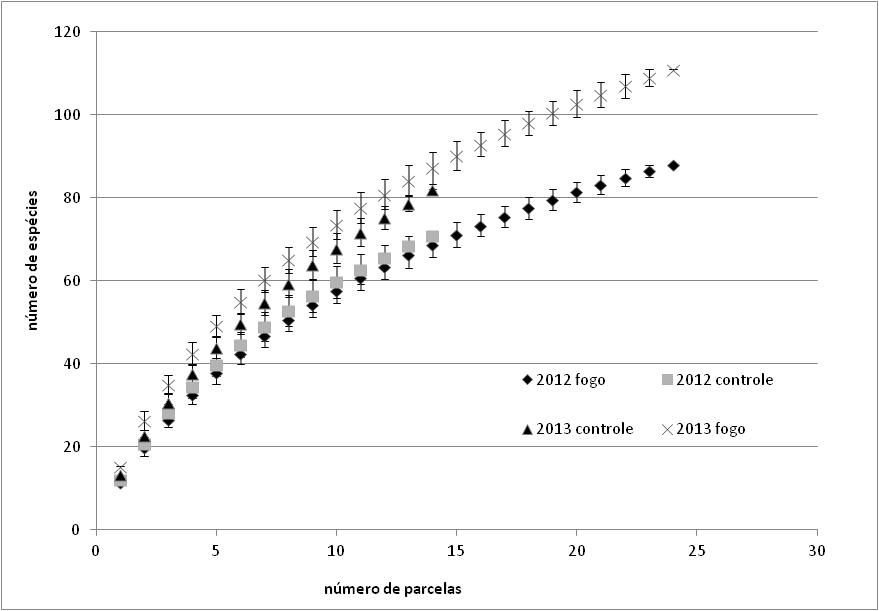 120
100
80
60
40
20
0
número de espécies
0 5 10 15 20 25 30
número de parcelas
2012 fogo 2012 controle
2013 controle 2013 fogo